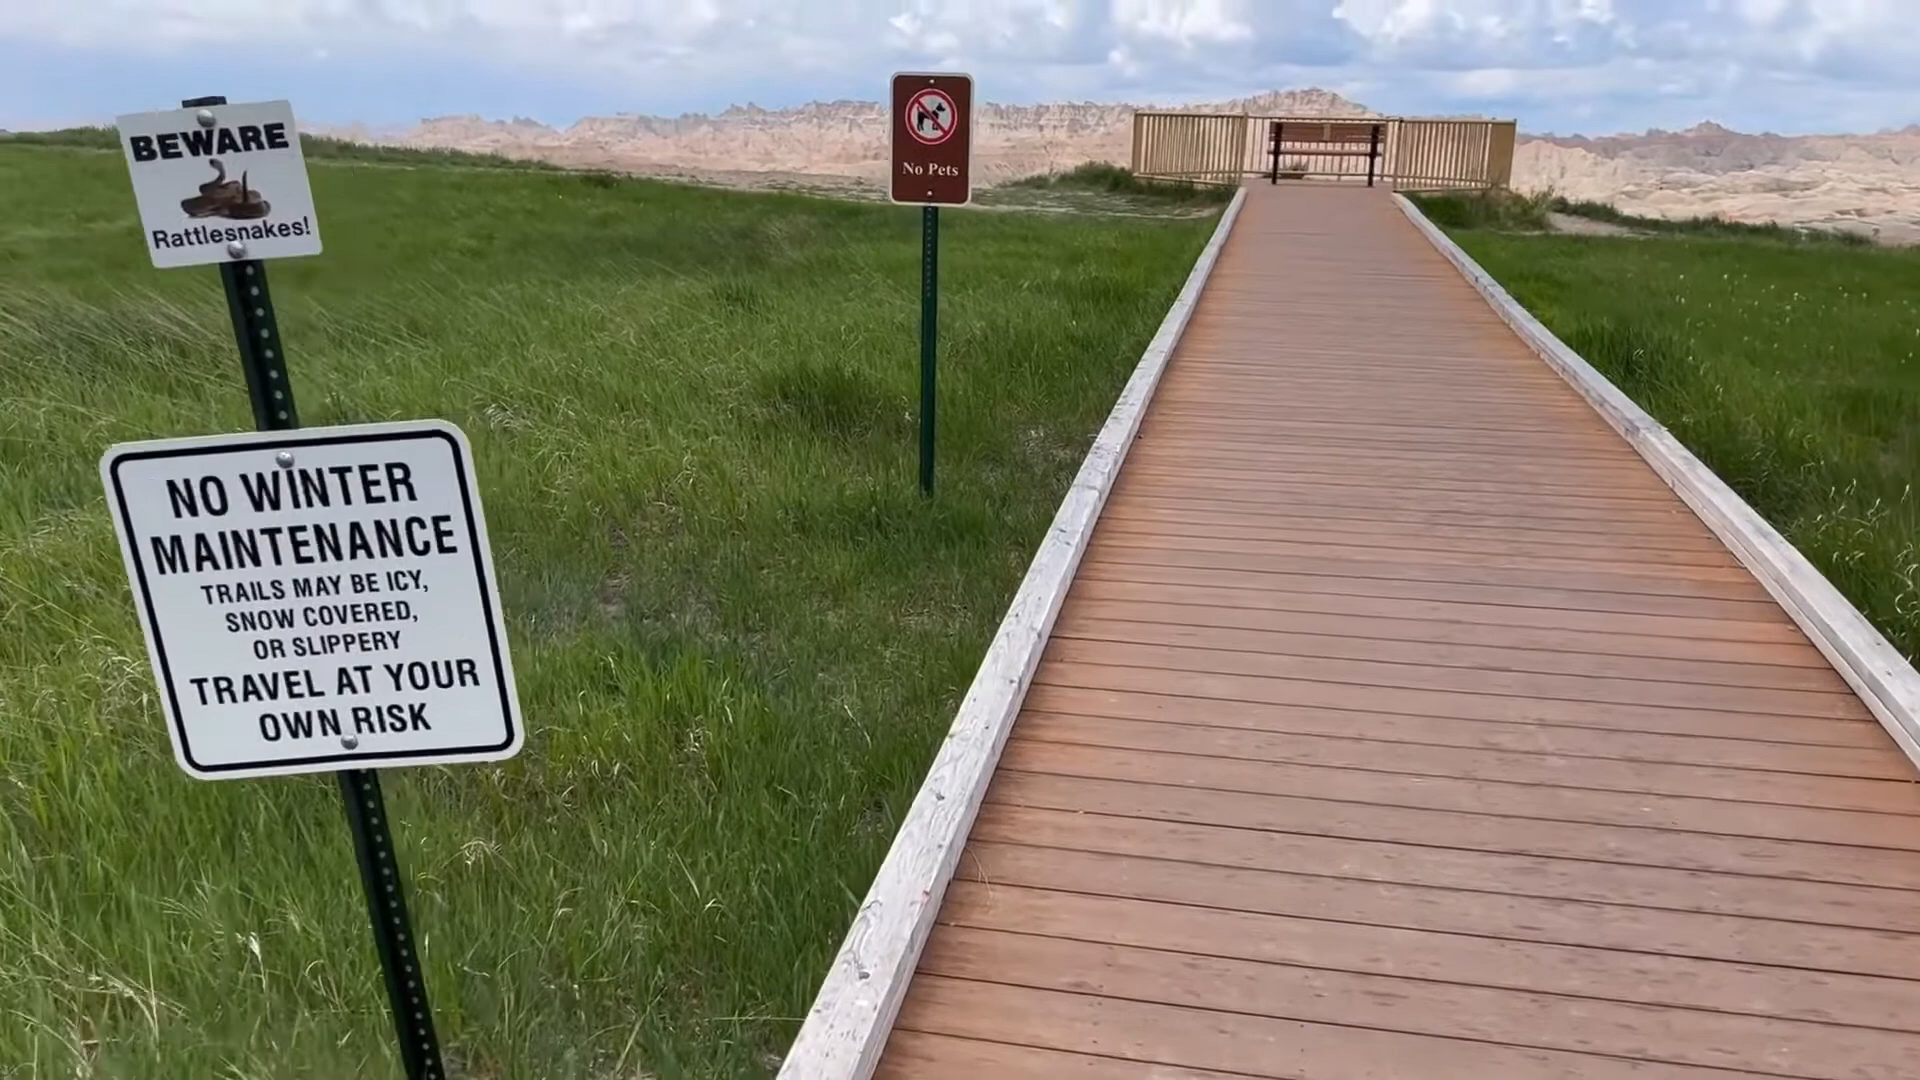 BEWARE
Rattlesnakes!
NO WINTER
MAINTENANCE
TRAILS MAY BE ICY,
SNOW COVERED,
OR SLIPPERY
TRAVEL AT YOUR
OWN RISK
No Pets